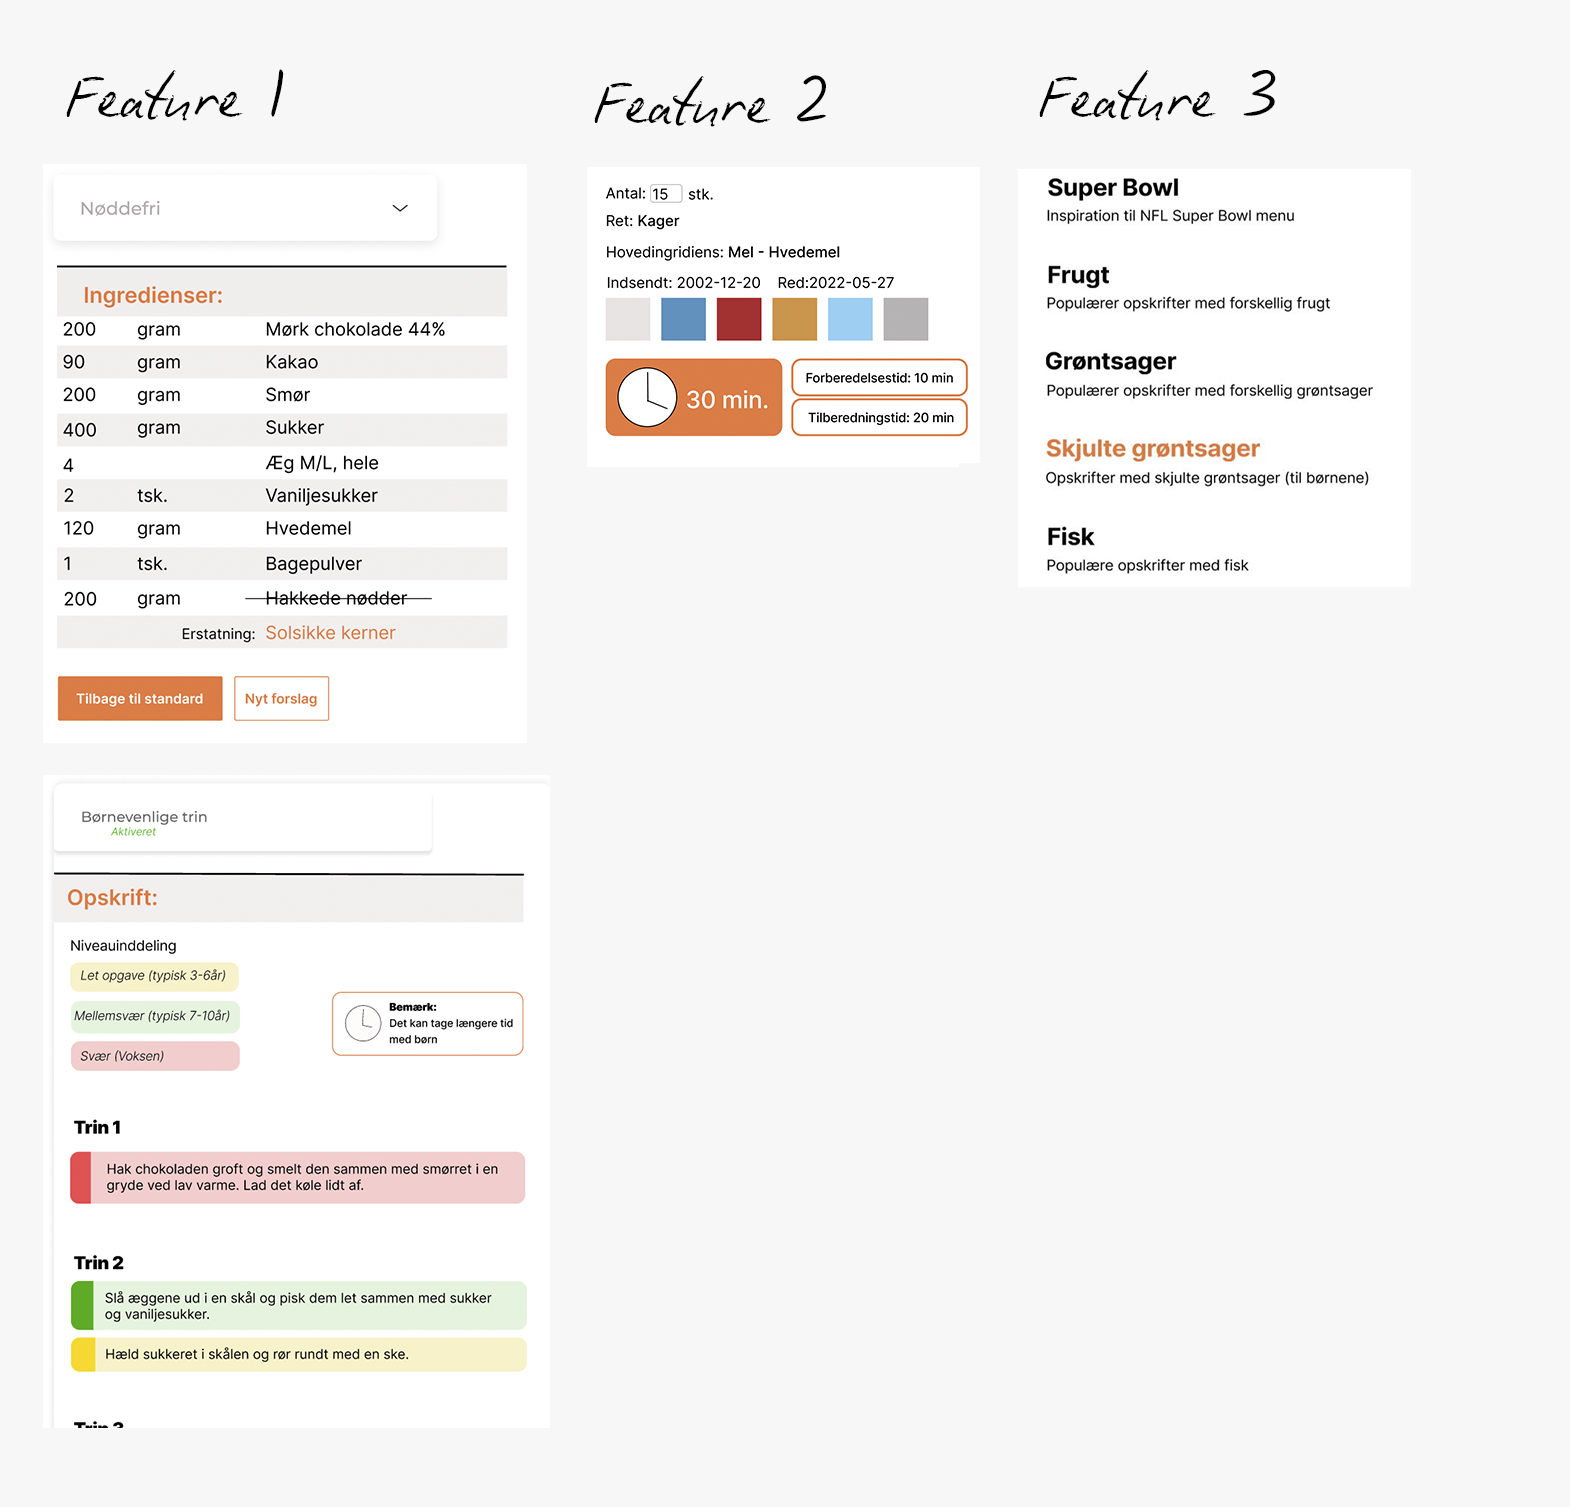 Feature 1
Nøddefri
Ingredienser:
200 gram Mørk chokolade 44%
90 gram Kakao
200 gram Smør
400 gram Sukker
4 Æg M/L, hele
2 tsk. Vaniljesukker
120 gram Hvedemel
1 tsk. Bagepulver
200 gram Hakkede nødder
Erstatning: Solsikke kerner
Tilbage til standard
Nyt forslag
Børnevenlige trin
Aktiveret
Opskrift:
Niveauinddeling
Let opgave (typisk 3-6år)
Mellemsvær (typisk 7-10år)
Svær (Voksen)
Bemærk:
Det kan tage længere tid
med børn
Trin 1
Hak chokoladen groft og smelt den sammen med smørret i en
gryde ved lav varme. Lad det køle lidt af.
Trin 2
Slå æggene ud i en skål og pisk dem let sammen med sukker
og vaniljesukker.
Hæld sukkeret i skålen og rør rundt med en ske.
Trin 3
Feature 2
Antal: 15 stk.
Ret: Kager
Hovedingridiens: Mel - Hvedemel
Indsendt: 2002-12-20 Red:2022-05-27
30 min.
Forberedelsestid: 10 min
Tilberedningstid: 20 min
Feature 3
Super Bowl
Inspiration til NFL Super Bowl menu
Frugt
Populærer opskrifter med forskellig frugt
Grøntsager
Populærer opskrifter med forskellig grøntsager
Skjulte grøntsager
Opskrifter med skjulte grøntsager (til børnene)
Fisk
Populære opskrifter med fisk